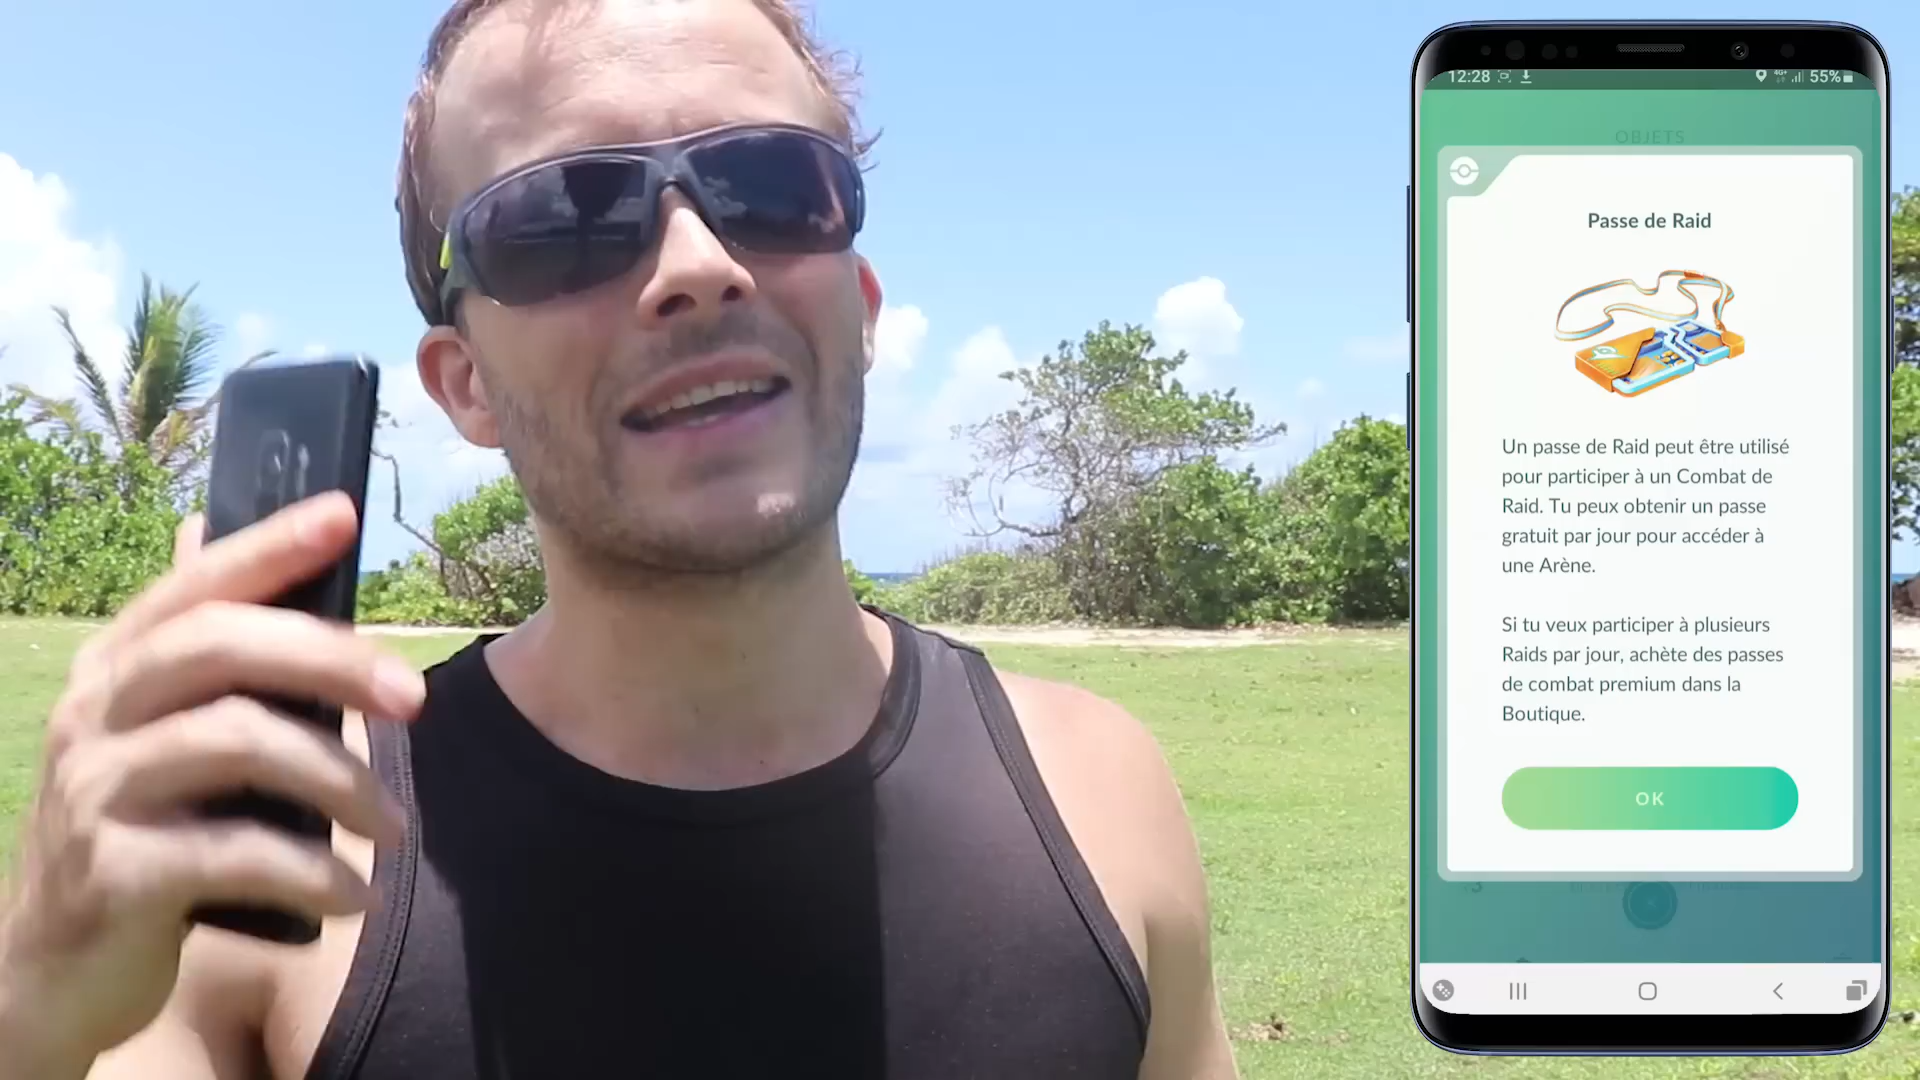 12:28
4G+ 55%
OBJETS
Passe de Raid
Un passe de Raid peut être utilisé
pour participer à un Combat de
Raid. Tu peux obtenir un passe
gratuit par jour pour accéder à
une Arène.
Si tu veux participer à plusieurs
Raids par jour, achète des passes
de combat premium dans la
Boutique.
OK